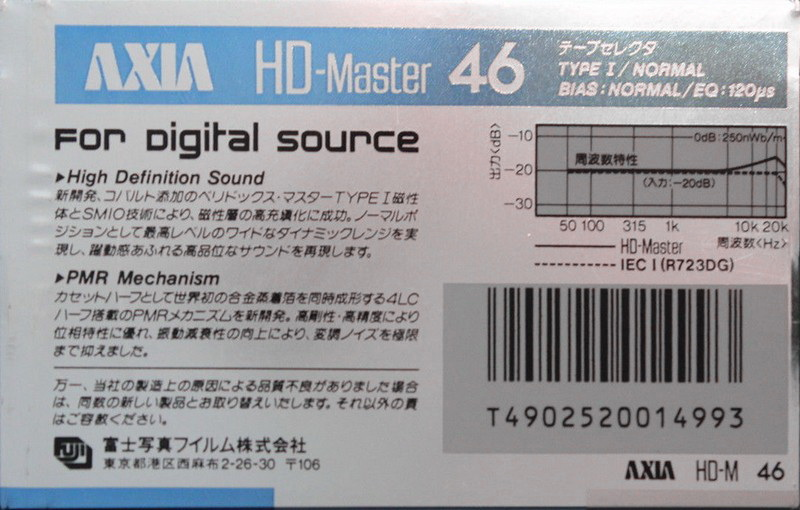 AXIA HD-Master 46
テープセレクタ
TYPE I / NORMAL
BIAS : NORMAL / EQ : 120μs
For Digital Source
▶High Definition Sound
新開発、コバルト添加のベリドックス・マスターTYPE I 磁性
体とSMIO技術により、磁性層の高充填化に成功。ノーマルポ
ジションとして最高レベルのワイドなダイナミックレンジを実
現し、躍動感あふれる高品位なサウンドを再現します。
▶PMR Mechanism
カセットハーフとして世界初の合金蒸着箔を同時成形する4LC
ハーフ搭載のPMRメカニズムを新開発。高剛性・高精度により
位相特性に優れ、振動減衰性の向上により、変調ノイズを極限
まで抑えました。
万一、当社の製造上の原因による品質不良がありました場合
は、同数の新しい製品とお取り替えいたします。それ以外の責
はご容赦ください。
FUJI 富士写真フイルム株式会社
東京都港区西麻布2-26-30 〒106
出力<dB>
-10
-20
-30
0dB : 250nWb/m
周波数特性
(入力 : -20dB)
50 100 315 1k 10k 20k
周波数<Hz>
HD-Master
IEC I (R723DG)
T4902520014993
AXIA HD-M 46